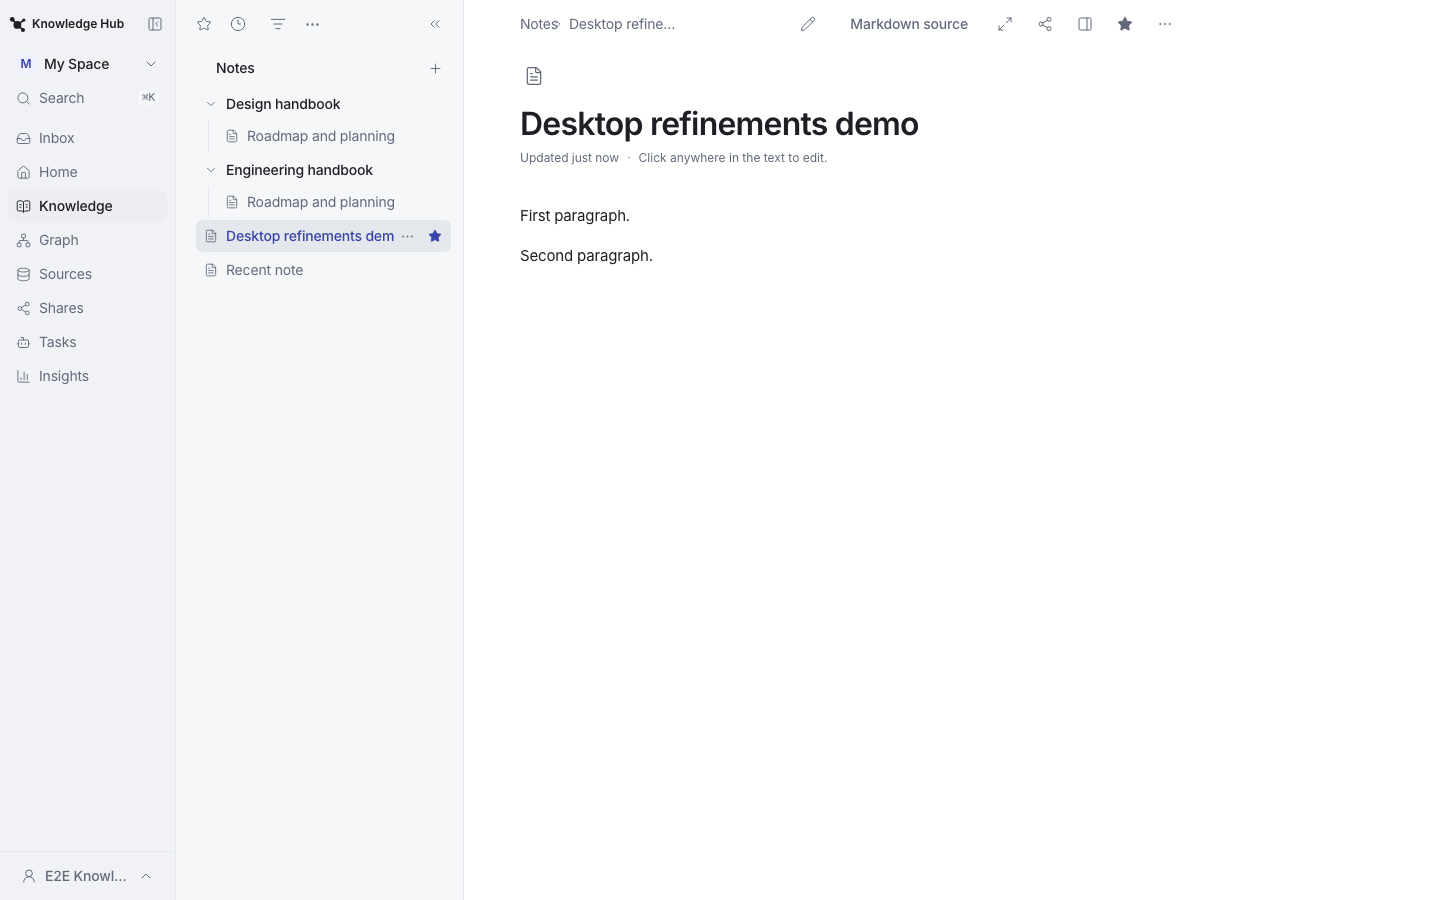 Knowledge Hub
M My Space
Search ⌘K
Inbox
Home
Knowledge
Graph
Sources
Shares
Tasks
Insights
E2E Knowl...
Notes
Design handbook
Roadmap and planning
Engineering handbook
Roadmap and planning
Desktop refinements dem
Recent note
Notes Desktop refine... Markdown source
Desktop refinements demo
Updated just now · Click anywhere in the text to edit.
First paragraph.
Second paragraph.